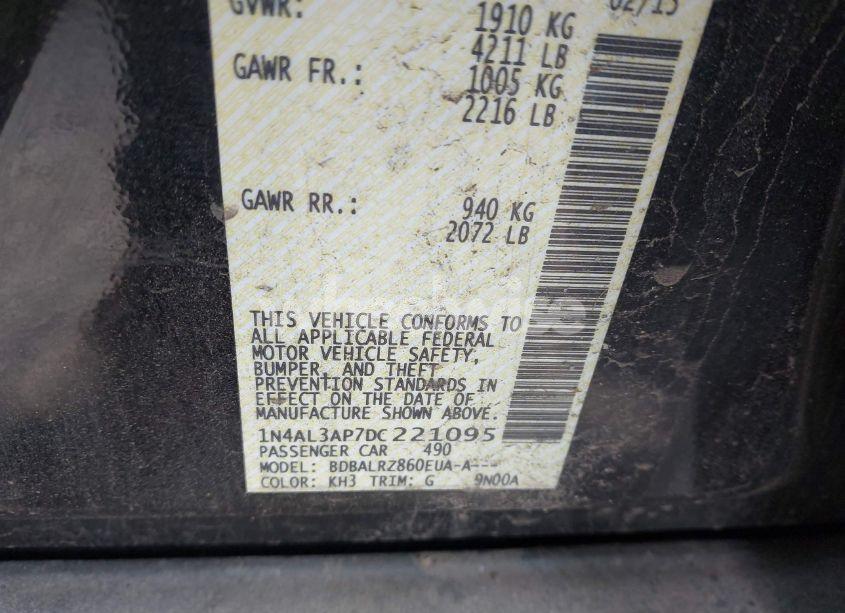 GVWR: 1910 KG 02/13
4211 LB
GAWR FR.: 1005 KG
2216 LB
GAWR RR.: 940 KG
2072 LB
THIS VEHICLE CONFORMS TO
ALL APPLICABLE FEDERAL
MOTOR VEHICLE SAFETY,
BUMPER, AND THEFT
PREVENTION STANDARDS IN
EFFECT ON THE DATE OF
MANUFACTURE SHOWN ABOVE.
1N4AL3AP7DC221095
PASSENGER CAR 490
MODEL: BDBALRZ860EUA-A---
COLOR: KH3 TRIM: G 9N00A